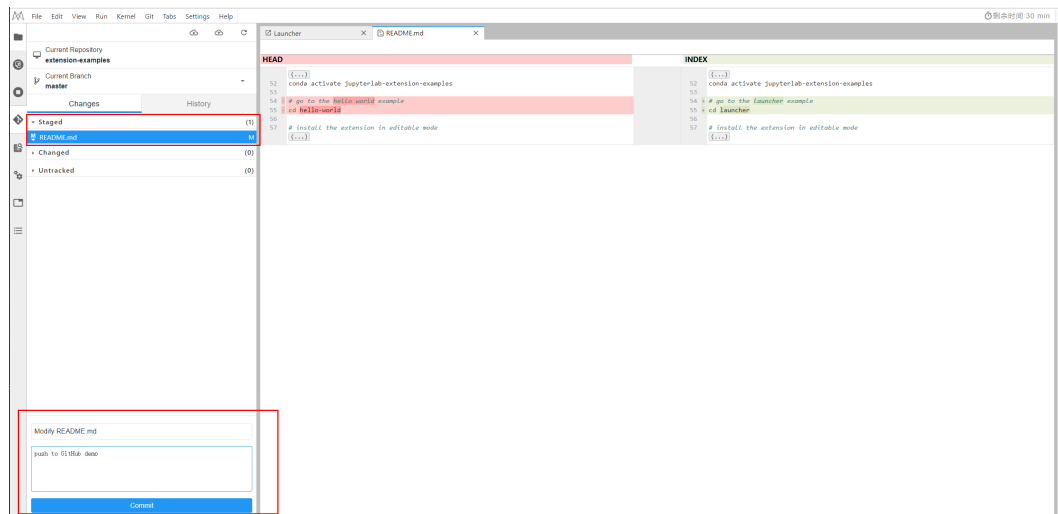 File Edit View Run Kernel Git Tabs Settings Help
剩余时间:30 min
Current Repository
extension-examples
Current Branch
master
Changes History
Staged (1)
README.md M
Changed (0)
Untracked (0)
Modify README.md
push to GitHub demo
Commit
Launcher × README.md ×
HEAD
(...)
52 conda activate jupyterlab-extension-examples
53
54 - # go to the hello world example
55 - cd hello-world
56
57 # install the extension in editable mode
(...)
INDEX
(...)
52 conda activate jupyterlab-extension-examples
53
54 + # go to the launcher example
55 + cd launcher
56
57 # install the extension in editable mode
(...)